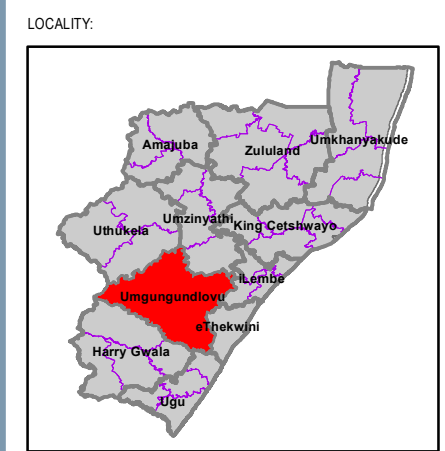 LOCALITY:
Amajuba
Zululand
Umkhanyakude
Umzinyathi
King Cetshwayo
Uthukela
iLembe
Umgungundlovu
eThekwini
Harry Gwala
Ugu